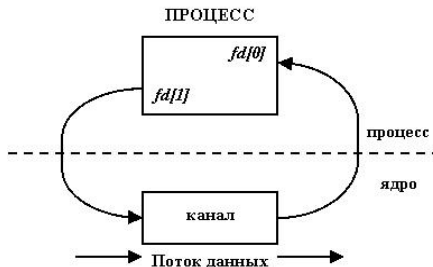 ПРОЦЕСС
fd[0]
fd[1]
процесс
ядро
канал
Поток данных